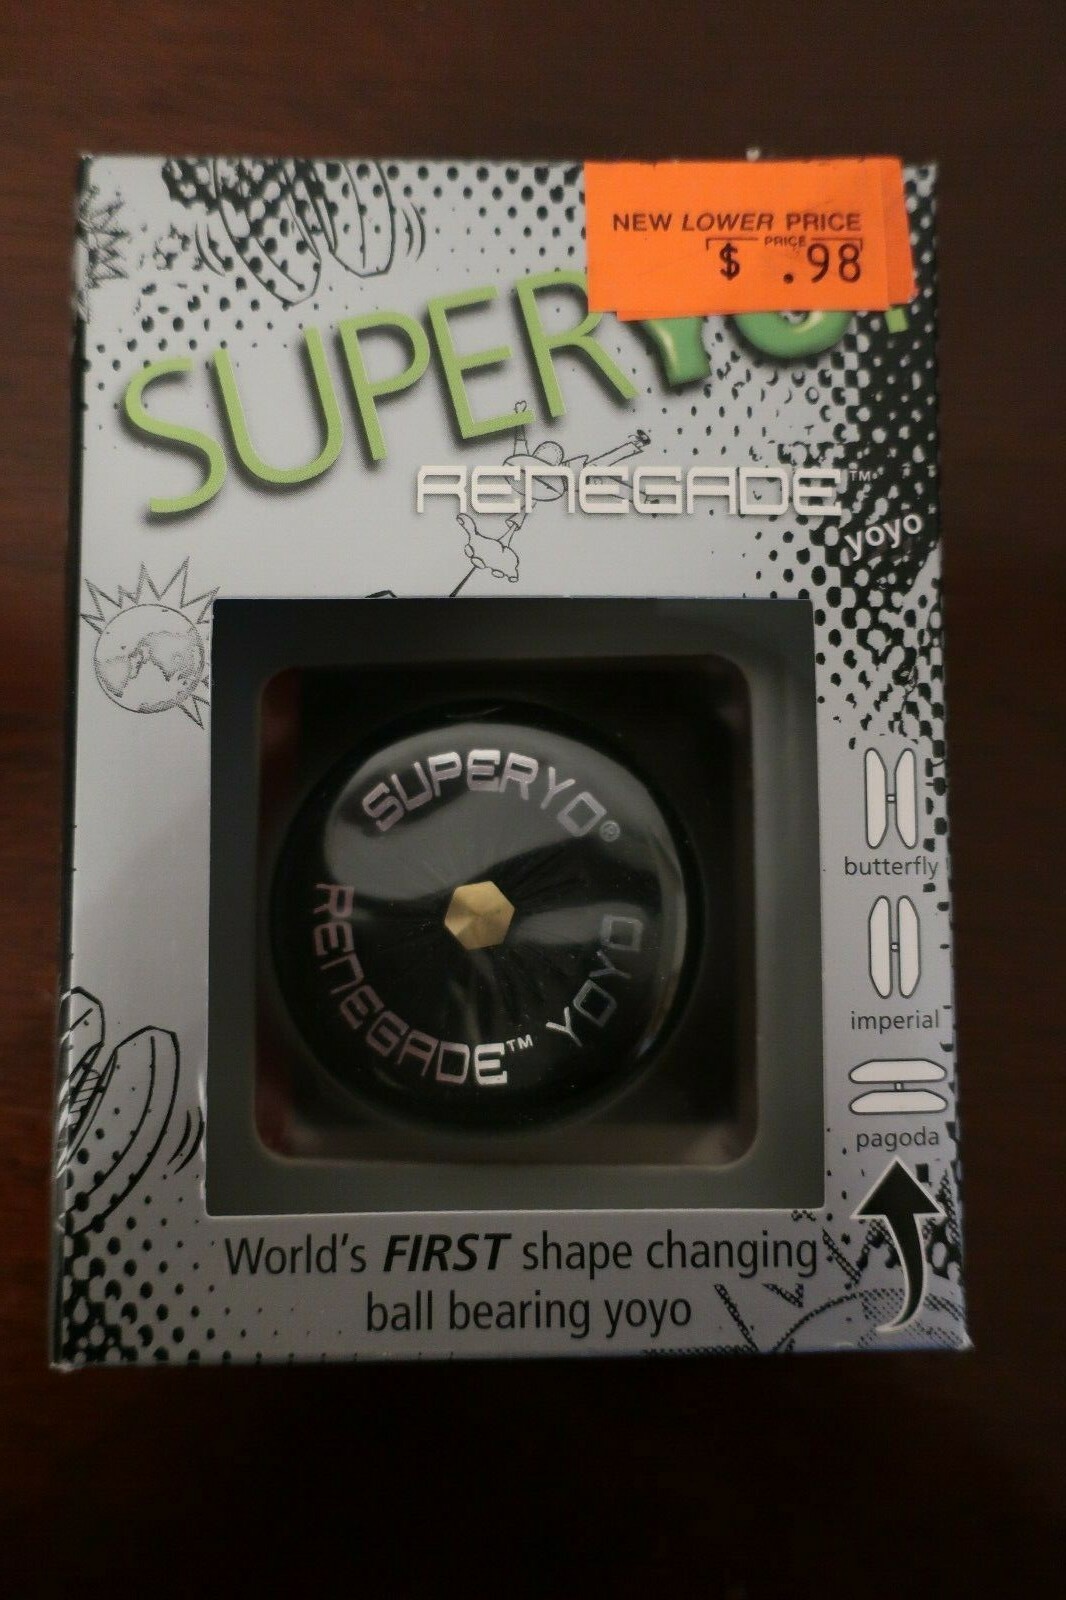 NEW LOWER PRICE
PRICE
$ .98
SUPERYO
RENEGADE™
yoyo
SUPERYO®
RENEGADE™ YOYO
butterfly
imperial
pagoda
World's FIRST shape changing
ball bearing yoyo